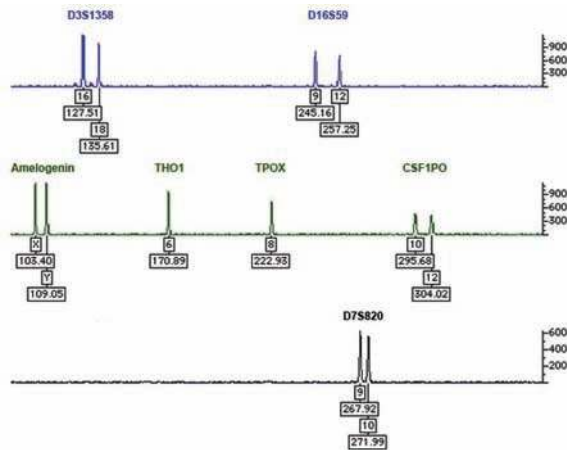 D3S1358 D16S59
900
600
300
16 9 12
127.51 245.16
18 257.25
135.61
Amelogenin THO1 TPOX CSF1PO
900
600
300
X 6 8 10
103.40 170.89 222.93 295.68
Y 12
109.05 304.02
D7S820
600
400
200
9
267.92
10
271.99